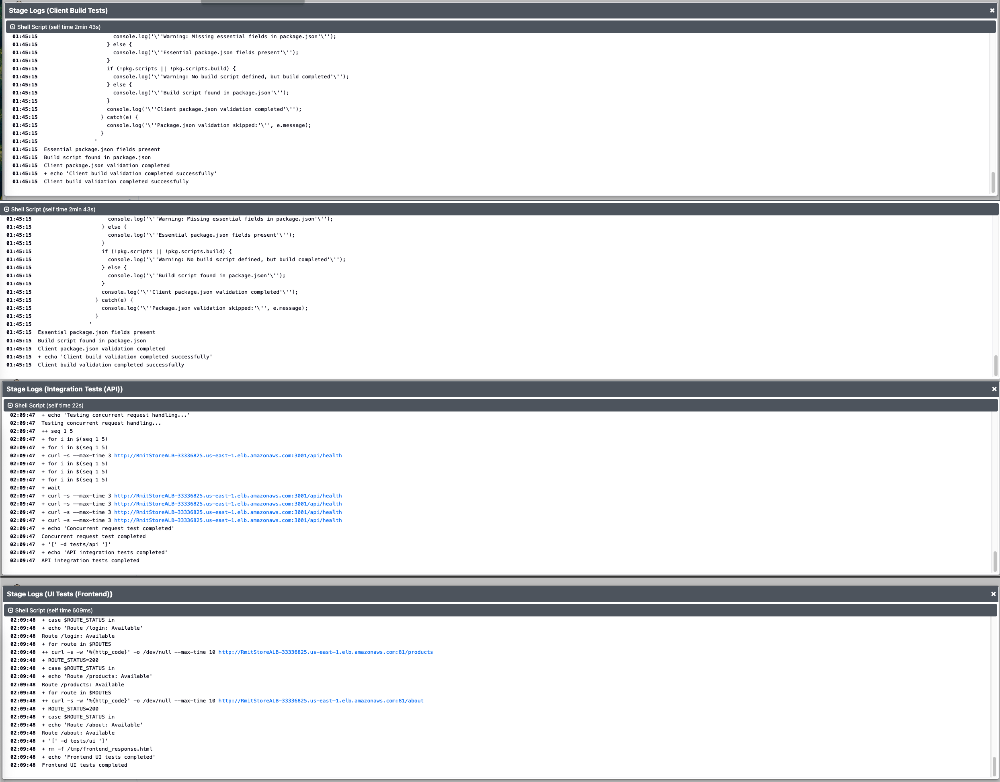 Stage Logs (Client Build Tests)
Shell Script (self time 2min 43s)
01:45:15 console.log('\''Warning: Missing essential fields in package.json'\'');
01:45:15 } else {
01:45:15 console.log('\''Essential package.json fields present'\'');
01:45:15 }
01:45:15 if (!pkg.scripts || !pkg.scripts.build) {
01:45:15 console.log('\''Warning: No build script defined, but build completed'\'');
01:45:15 } else {
01:45:15 console.log('\''Build script found in package.json'\'');
01:45:15 }
01:45:15 console.log('\''Client package.json validation completed'\'');
01:45:15 } catch(e) {
01:45:15 console.log('\''Package.json validation skipped:'\'', e.message);
01:45:15 }
01:45:15 '
01:45:15 Essential package.json fields present
01:45:15 Build script found in package.json
01:45:15 Client package.json validation completed
01:45:15 + echo 'Client build validation completed successfully'
01:45:15 Client build validation completed successfully
Shell Script (self time 2min 43s)
01:45:15 console.log('\''Warning: Missing essential fields in package.json'\'');
01:45:15 } else {
01:45:15 console.log('\''Essential package.json fields present'\'');
01:45:15 }
01:45:15 if (!pkg.scripts || !pkg.scripts.build) {
01:45:15 console.log('\''Warning: No build script defined, but build completed'\'');
01:45:15 } else {
01:45:15 console.log('\''Build script found in package.json'\'');
01:45:15 }
01:45:15 console.log('\''Client package.json validation completed'\'');
01:45:15 } catch(e) {
01:45:15 console.log('\''Package.json validation skipped:'\'', e.message);
01:45:15 }
01:45:15 '
01:45:15 Essential package.json fields present
01:45:15 Build script found in package.json
01:45:15 Client package.json validation completed
01:45:15 + echo 'Client build validation completed successfully'
01:45:15 Client build validation completed successfully
Stage Logs (Integration Tests (API))
Shell Script (self time 22s)
02:09:47 + echo 'Testing concurrent request handling...'
02:09:47 Testing concurrent request handling...
02:09:47 ++ seq 1 5
02:09:47 + for i in $(seq 1 5)
02:09:47 + for i in $(seq 1 5)
02:09:47 + curl -s --max-time 3 http://RmitStoreALB-33336825.us-east-1.elb.amazonaws.com:3001/api/health
02:09:47 + for i in $(seq 1 5)
02:09:47 + for i in $(seq 1 5)
02:09:47 + for i in $(seq 1 5)
02:09:47 + wait
02:09:47 + curl -s --max-time 3 http://RmitStoreALB-33336825.us-east-1.elb.amazonaws.com:3001/api/health
02:09:47 + curl -s --max-time 3 http://RmitStoreALB-33336825.us-east-1.elb.amazonaws.com:3001/api/health
02:09:47 + curl -s --max-time 3 http://RmitStoreALB-33336825.us-east-1.elb.amazonaws.com:3001/api/health
02:09:47 + curl -s --max-time 3 http://RmitStoreALB-33336825.us-east-1.elb.amazonaws.com:3001/api/health
02:09:47 + echo 'Concurrent request test completed'
02:09:47 Concurrent request test completed
02:09:47 + '[' -d tests/api ']'
02:09:47 + echo 'API integration tests completed'
02:09:47 API integration tests completed
Stage Logs (UI Tests (Frontend))
Shell Script (self time 609ms)
02:09:48 + case $ROUTE_STATUS in
02:09:48 + echo 'Route /login: Available'
02:09:48 Route /login: Available
02:09:48 + for route in $ROUTES
02:09:48 ++ curl -s -w '%{http_code}' -o /dev/null --max-time 10 http://RmitStoreALB-33336825.us-east-1.elb.amazonaws.com:81/products
02:09:48 + ROUTE_STATUS=200
02:09:48 + case $ROUTE_STATUS in
02:09:48 + echo 'Route /products: Available'
02:09:48 Route /products: Available
02:09:48 + for route in $ROUTES
02:09:48 ++ curl -s -w '%{http_code}' -o /dev/null --max-time 10 http://RmitStoreALB-33336825.us-east-1.elb.amazonaws.com:81/about
02:09:48 + ROUTE_STATUS=200
02:09:48 + case $ROUTE_STATUS in
02:09:48 + echo 'Route /about: Available'
02:09:48 Route /about: Available
02:09:48 + '[' -d tests/ui ']'
02:09:48 + rm -f /tmp/frontend_response.html
02:09:48 + echo 'Frontend UI tests completed'
02:09:48 Frontend UI tests completed